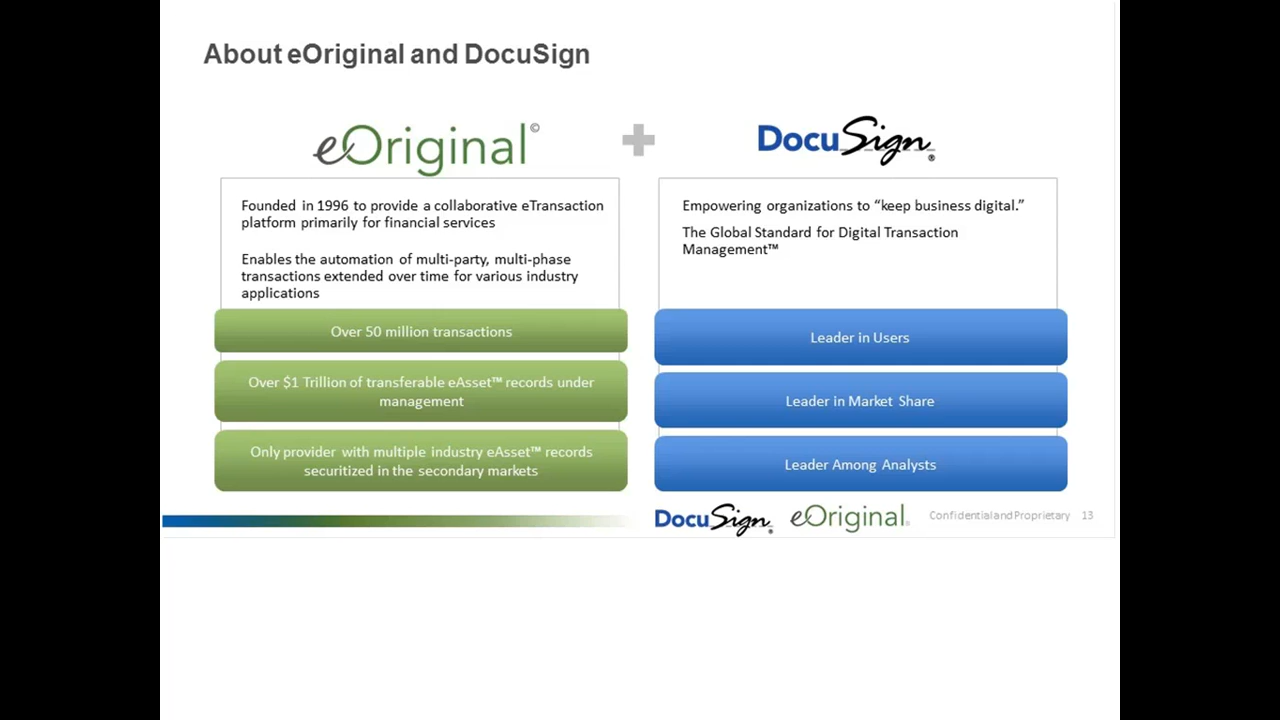 About eOriginal and DocuSign
eOriginal©
DocuSign®
Founded in 1996 to provide a collaborative eTransaction
platform primarily for financial services
Enables the automation of multi-party, multi-phase
transactions extended over time for various industry
applications
Over 50 million transactions
Over $1 Trillion of transferable eAsset™ records under
management
Only provider with multiple industry eAsset™ records
securitized in the secondary markets
Empowering organizations to “keep business digital.”
The Global Standard for Digital Transaction
Management™
Leader in Users
Leader in Market Share
Leader Among Analysts
DocuSign® eOriginal® Confidential and Proprietary 13